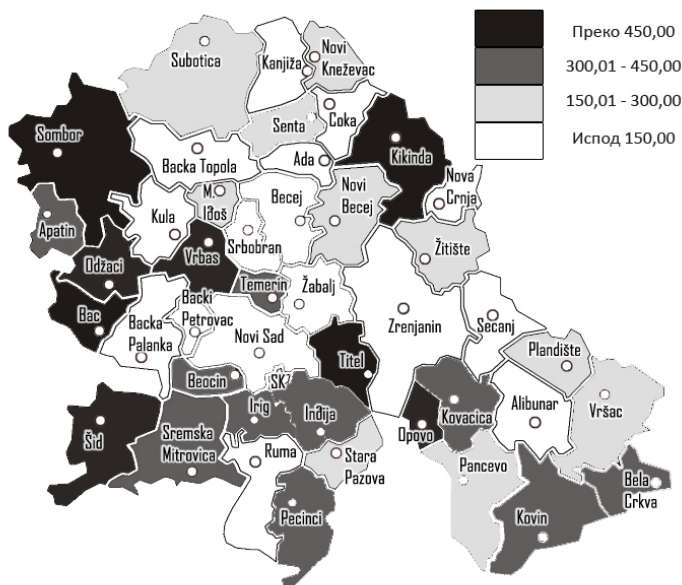 Преко 450,00
300,01 - 450,00
150,01 - 300,00
Испод 150,00
Subotica
Kanjiža
Novi
Kneževac
Senta
Coka
Sombor
Backa Topola
Ada
Kikinda
Nova
Crnja
Apatin
Kula
M.
Iđoš
Becej
Novi
Becej
Srbobran
Vrbas
Žitište
Odžaci
Temerin
Žabalj
Bac
Backa
Palanka
Backi
Petrovac
Novi Sad
Zrenjanin
Secanj
Titel
Plandište
Beocin
SK
Irig
Inđija
Kovacica
Opovo
Alibunar
Vršac
Šid
Sremska
Mitrovica
Ruma
Stara
Pazova
Pancevo
Pecinci
Kovin
Bela
Crkva